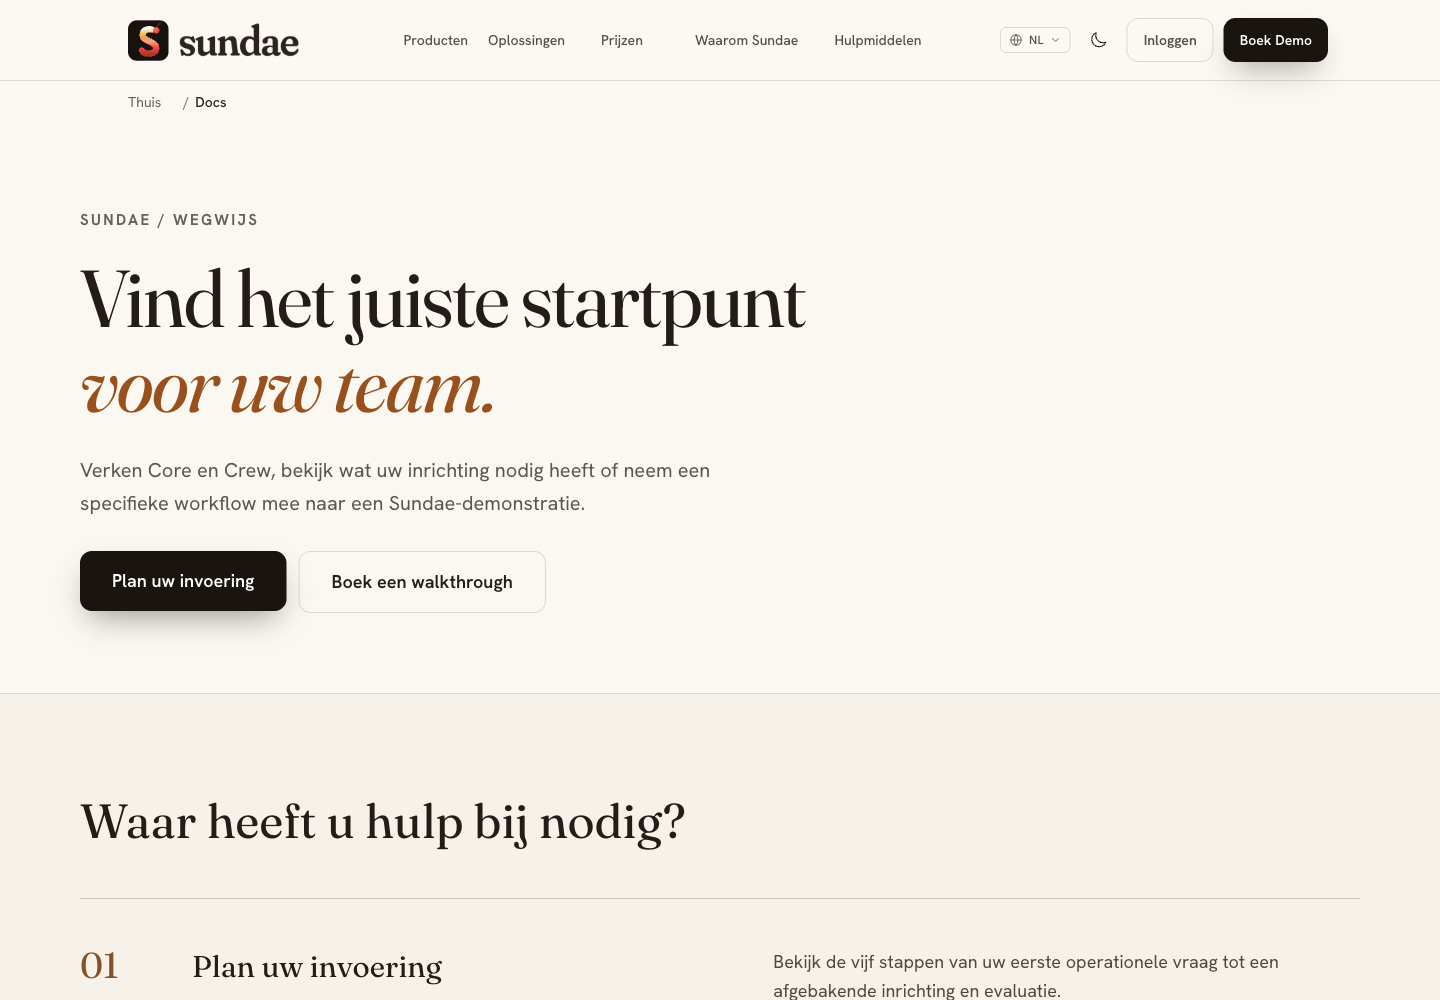 sundae
Producten Oplossingen Prijzen Waarom Sundae Hulpmiddelen
NL
Inloggen
Boek Demo
Thuis / Docs
SUNDAE / WEGWIJS
Vind het juiste startpunt
voor uw team.
Verken Core en Crew, bekijk wat uw inrichting nodig heeft of neem een
specifieke workflow mee naar een Sundae-demonstratie.
Plan uw invoering
Boek een walkthrough
Waar heeft u hulp bij nodig?
01
Plan uw invoering
Bekijk de vijf stappen van uw eerste operationele vraag tot een
afgebakende inrichting en evaluatie.